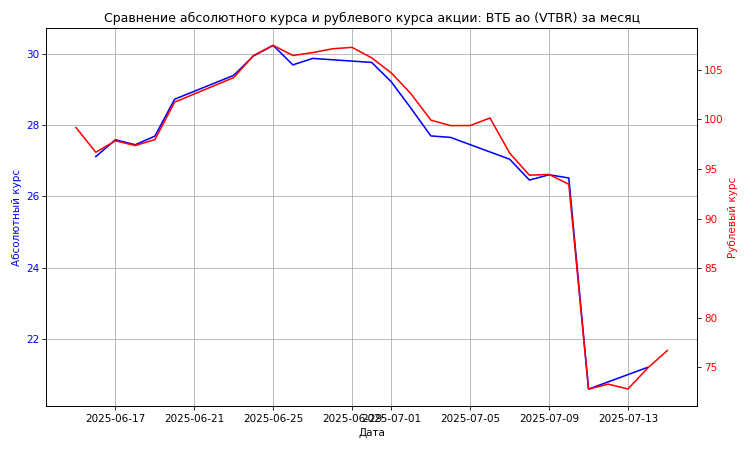 Сравнение абсолютного курса и рублевого курса акции: ВТБ ао (VTBR) за месяц
Абсолютный курс
30
28
26
24
22
105
100
95
90
85
80
75
Рублевый курс
2025-06-17 2025-06-21 2025-06-25 2025-06-29 2025-07-01 2025-07-05 2025-07-09 2025-07-13
Дата